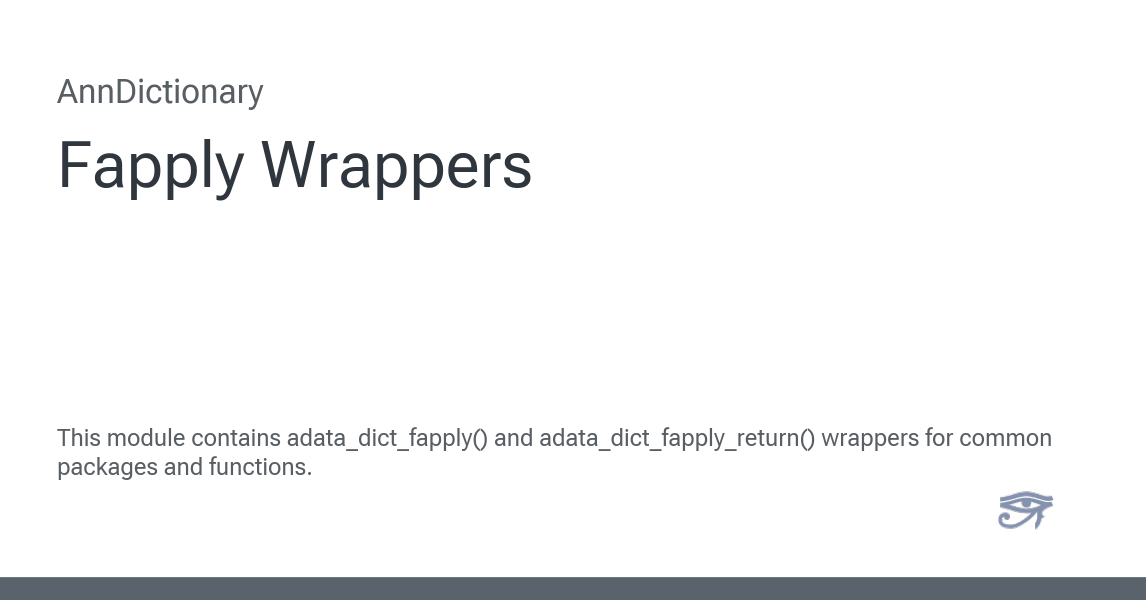 AnnDictionary
Fapply Wrappers
This module contains adata_dict_fapply() and adata_dict_fapply_return() wrappers for common
packages and functions.